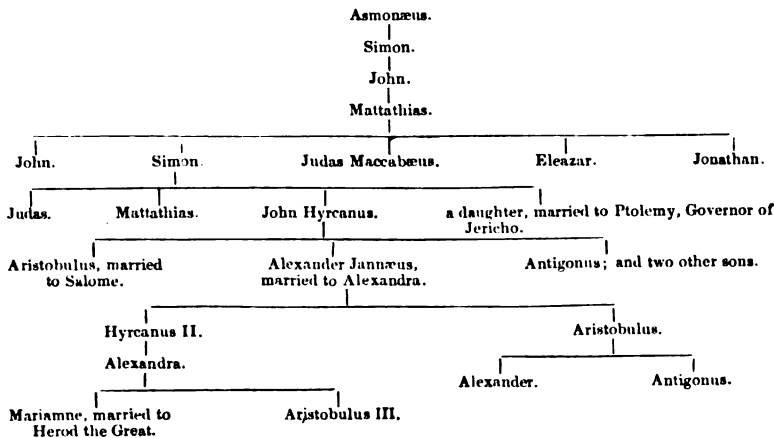 Asmonæus.
Simon.
John.
Mattathias.
John. Simon. Judas Maccabæus. Eleazar. Jonathan.
Judas. Mattathias. John Hyrcanus. a daughter, married to Ptolemy, Governor of
Jericho.
Aristobulus, married Alexander Jannæus, Antigonus; and two other sons.
to Salome. married to Alexandra.
Hyrcanus II. Aristobulus.
Alexandra.
Alexander. Antigonus.
Mariamne, married to Aristobulus III.
Herod the Great.